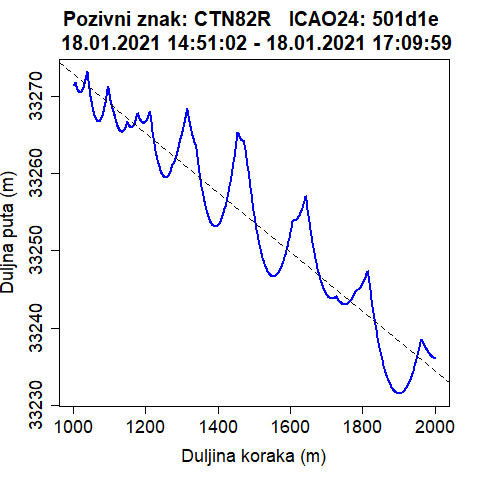 Pozivni znak: CTN82R   ICAO24: 501d1e
18.01.2021 14:51:02 - 18.01.2021 17:09:59
Duljna puta (m)
33270
33260
33250
33240
33230
1000 1200 1400 1600 1800 2000
Duljina koraka (m)